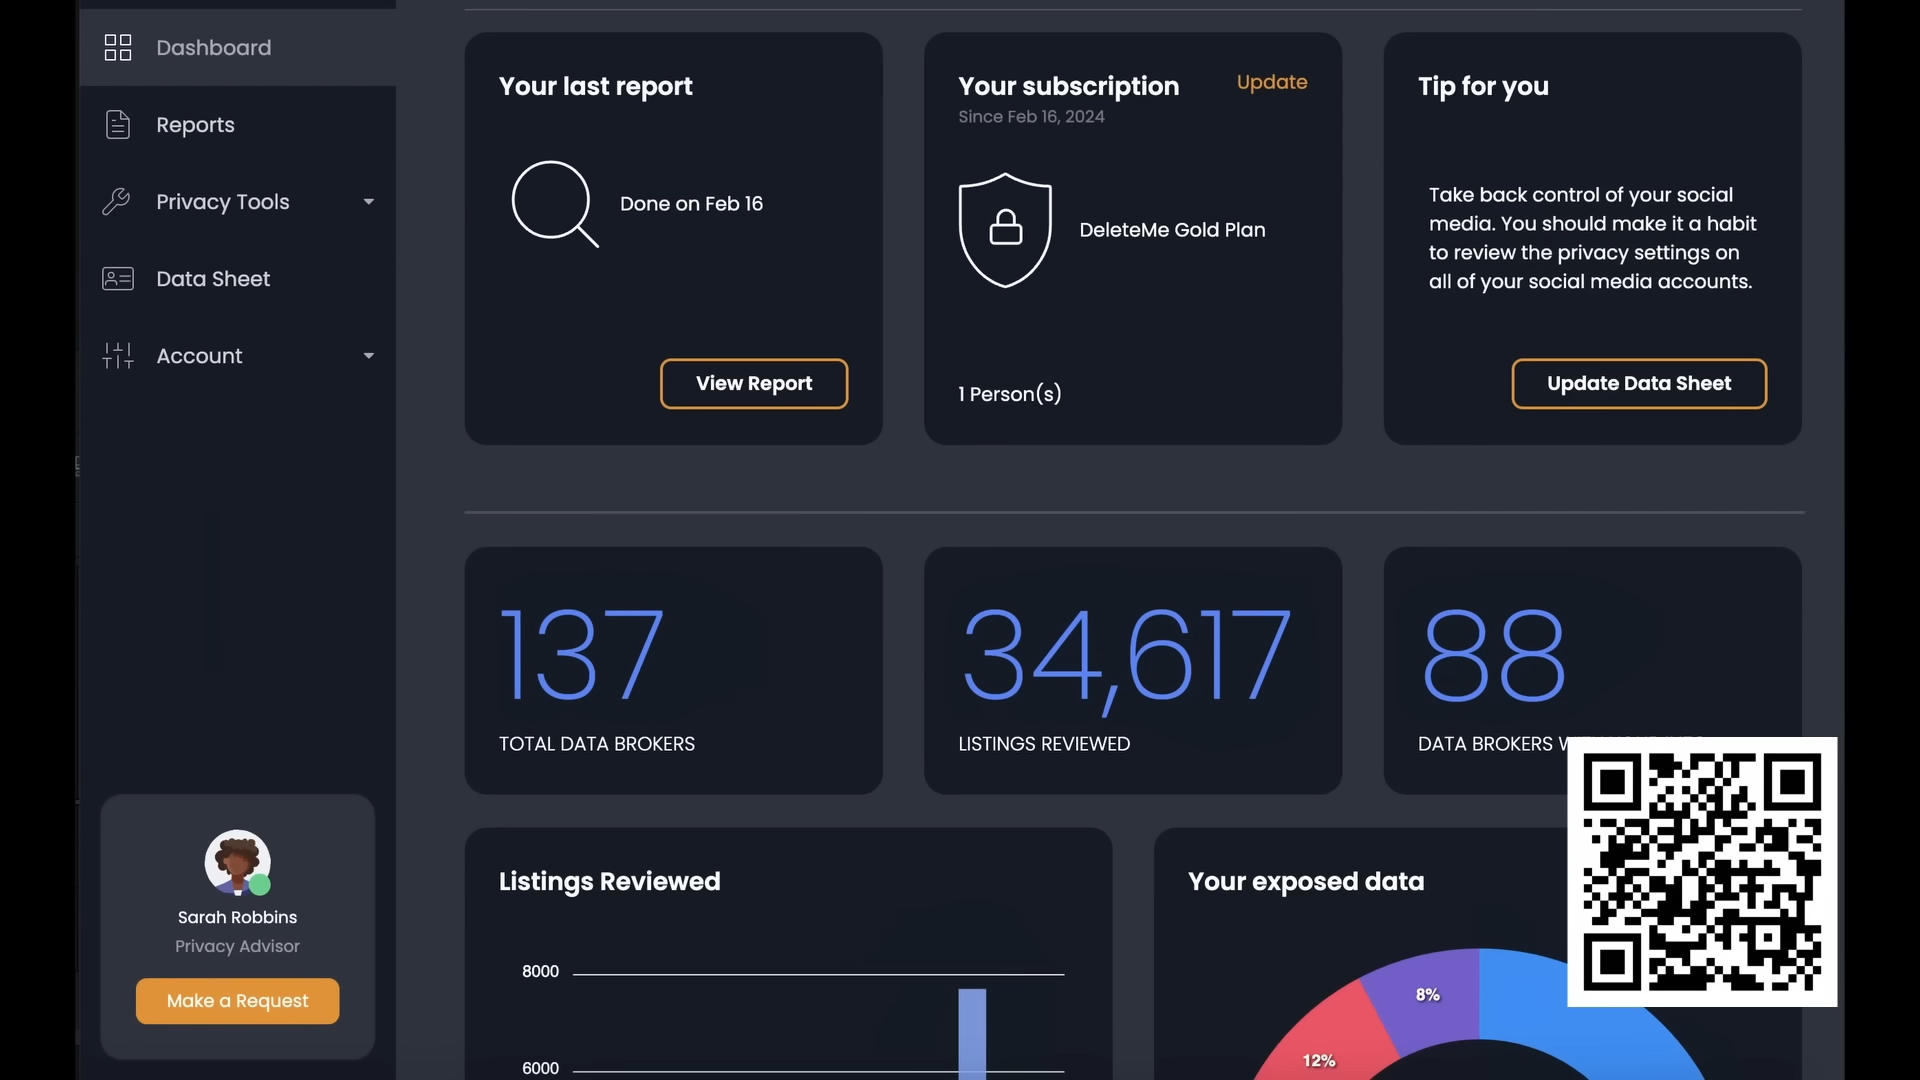 Dashboard
Reports
Privacy Tools
Data Sheet
Account
Sarah Robbins
Privacy Advisor
Make a Request
Your last report
Done on Feb 16
View Report
Your subscription
Update
Since Feb 16, 2024
DeleteMe Gold Plan
1 Person(s)
Tip for you
Take back control of your social
media. You should make it a habit
to review the privacy settings on
all of your social media accounts.
Update Data Sheet
137
TOTAL DATA BROKERS
34,617
LISTINGS REVIEWED
88
DATA BROKERS
Listings Reviewed
8000
6000
Your exposed data
8%
12%